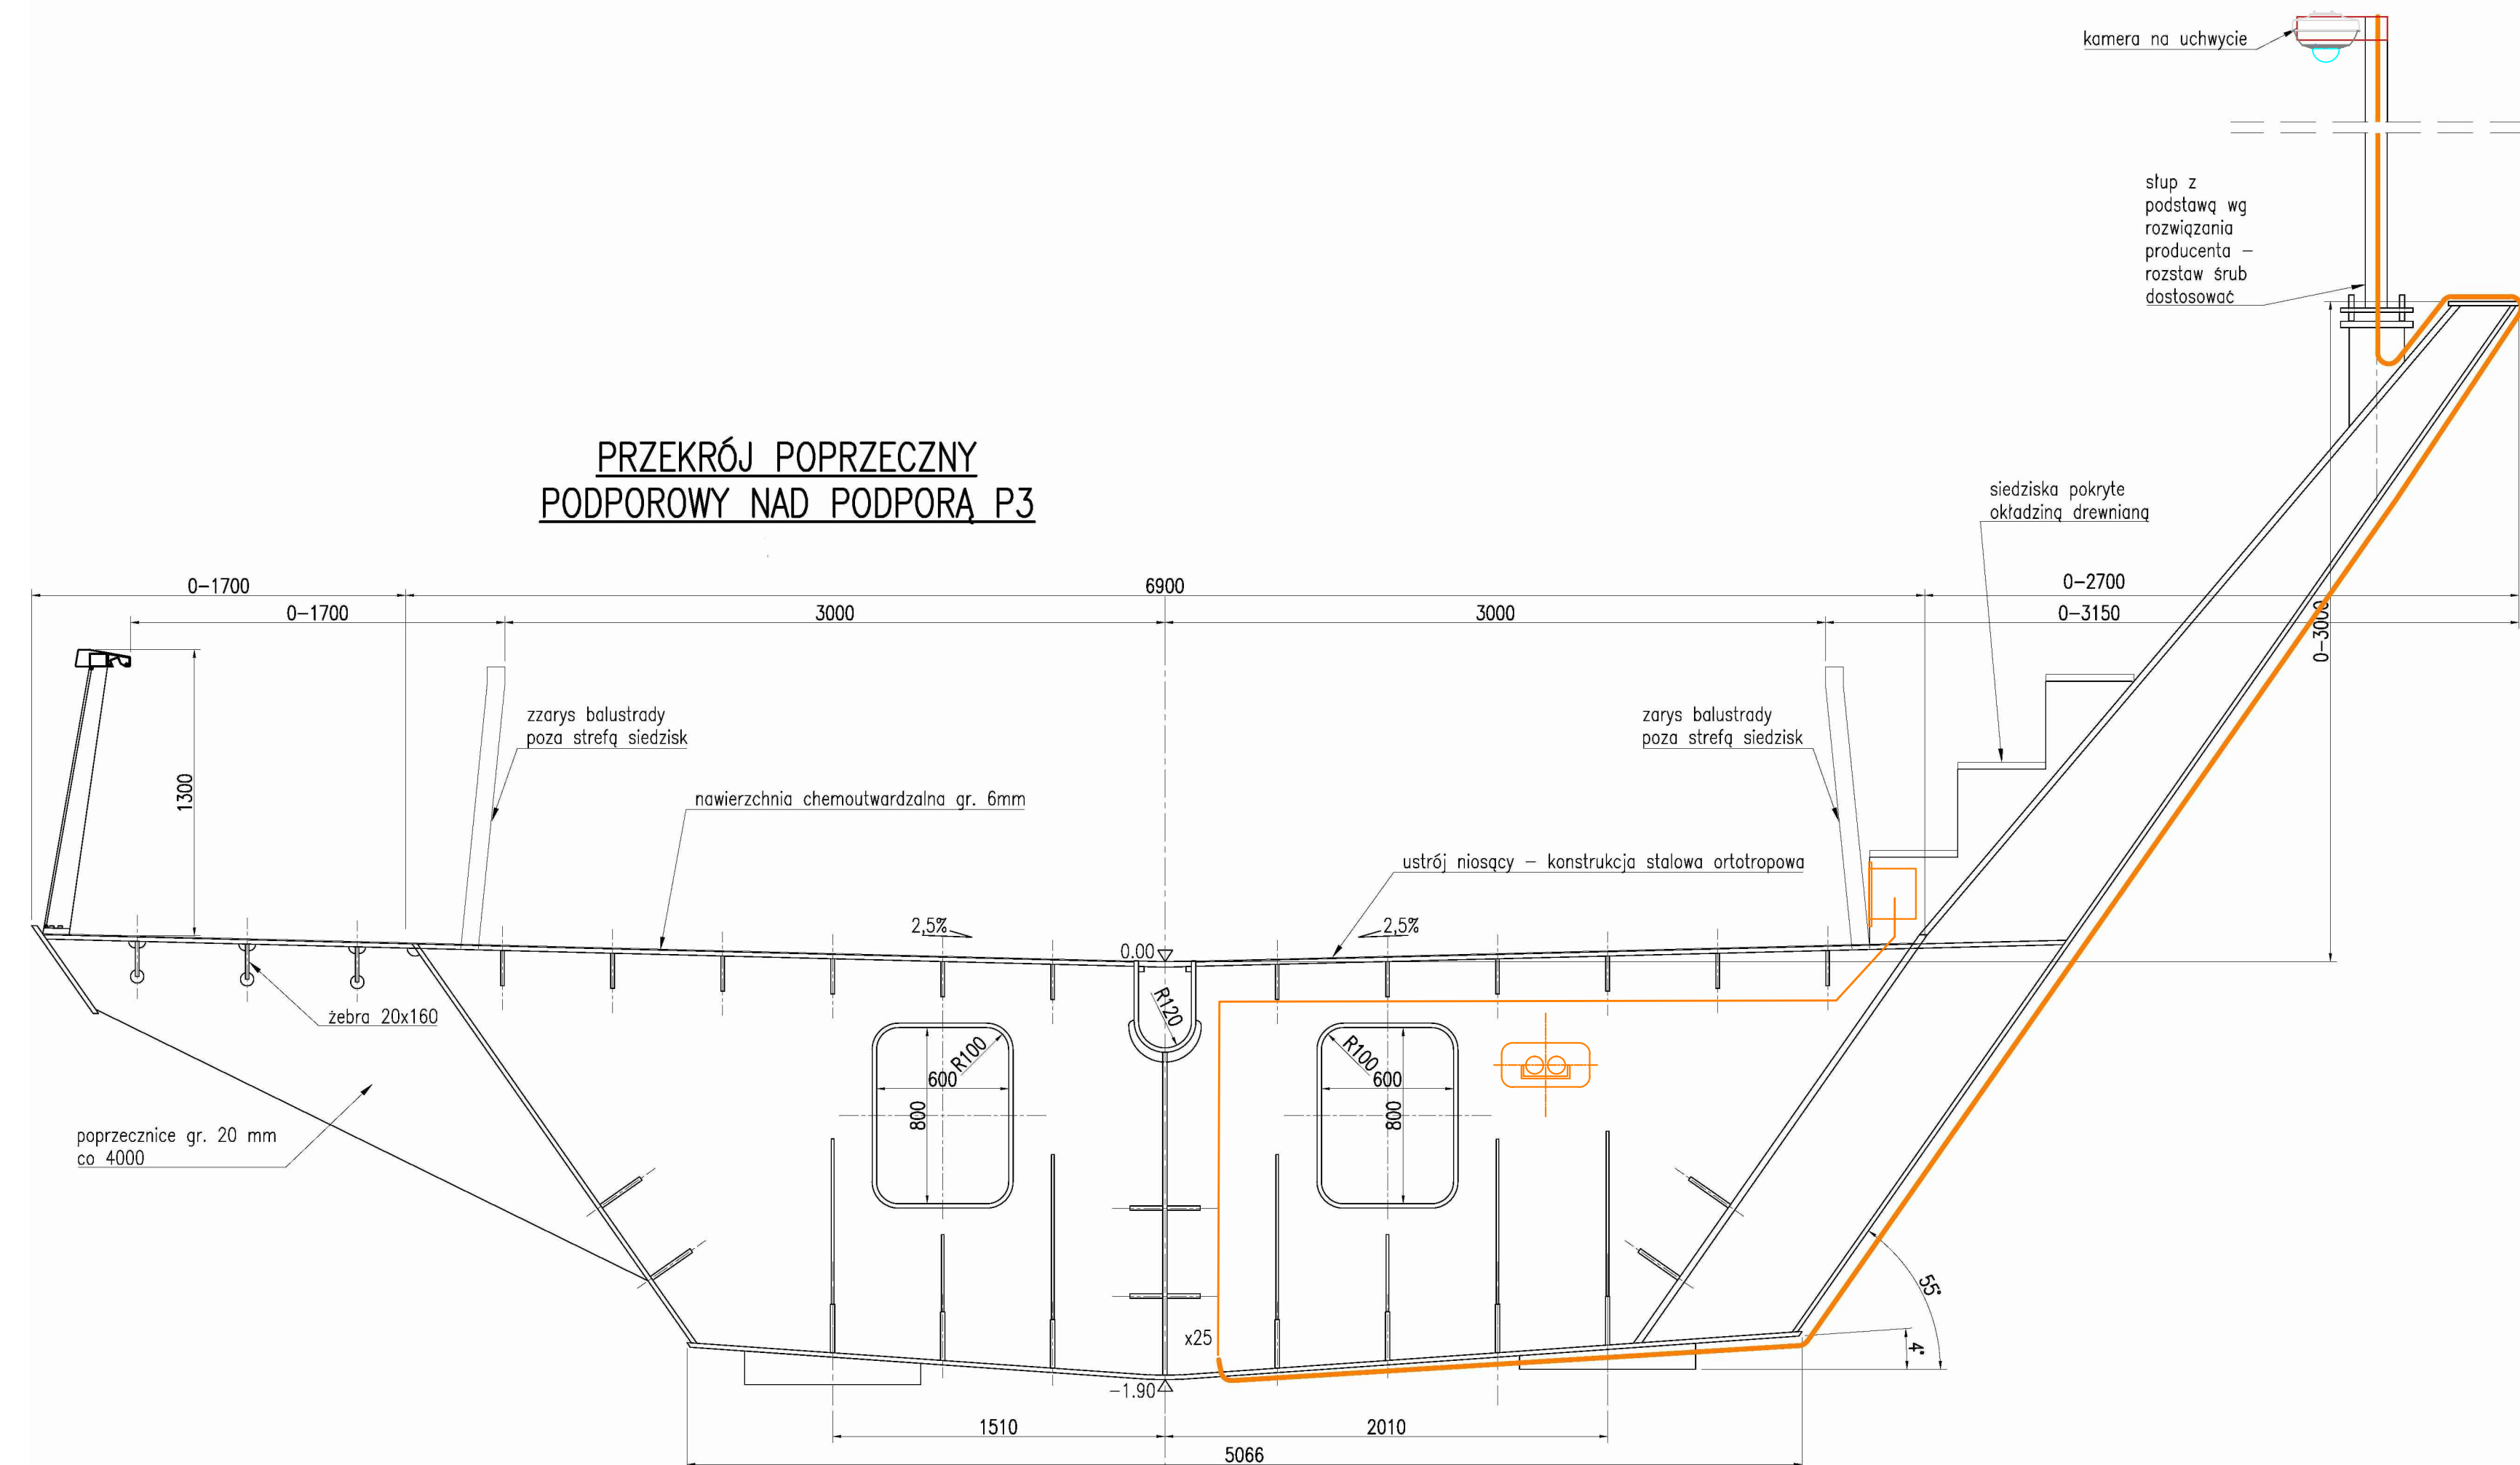 kamera na uchwycie
słup z
podstawą wg
rozwiązania
producenta –
rozstaw śrub
dostosować
PRZEKRÓJ POPRZECZNY
PODPOROWY NAD PODPORĄ P3
siedziska pokryte
okładziną drewnianą
0-1700
6900
0-2700
0-1700
3000
3000
0-3150
0-3000
zzarys balustrady
poza strefą siedzisk
zarys balustrady
poza strefą siedzisk
1300
nawierzchnia chemoutwardzalna gr. 6mm
ustrój niosący – konstrukcja stalowa ortotropowa
2,5%
2,5%
0.00
R120
żebra 20x160
R100
600
800
R100
600
800
poprzecznice gr. 20 mm
co 4000
55°
4°
x25
-1.90
1510
2010
5066